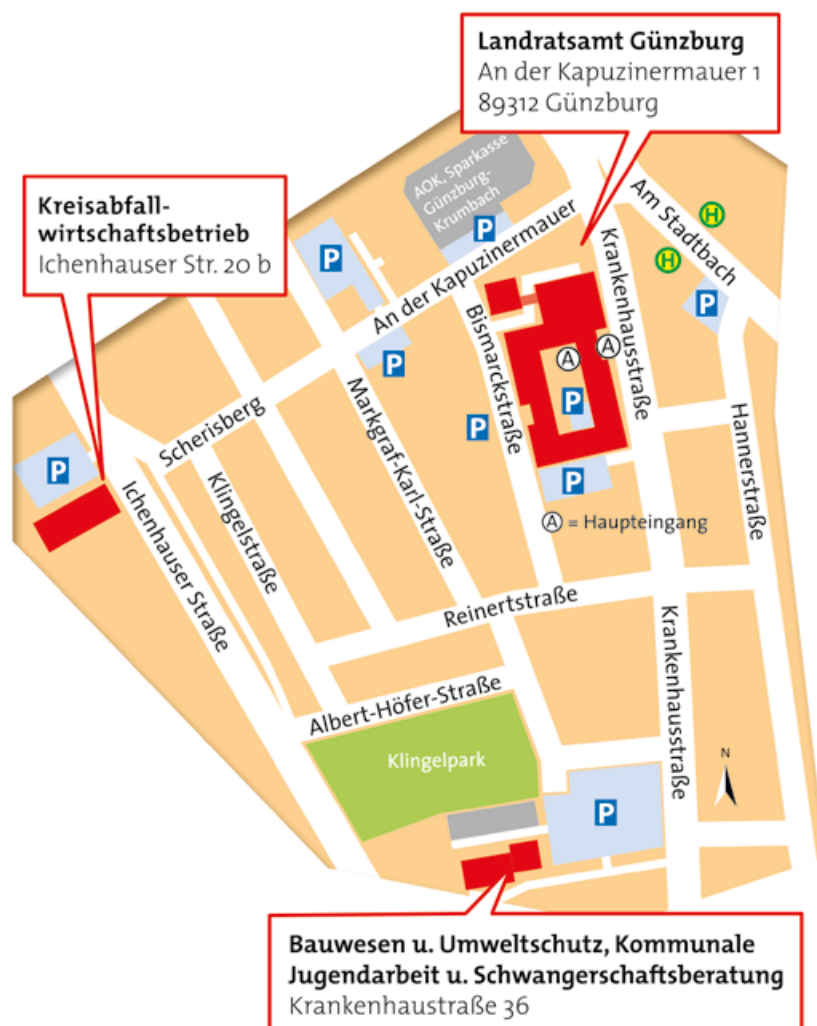 Landratsamt Günzburg
An der Kapuzinermauer 1
89312 Günzburg
Kreisabfall-
wirtschaftsbetrieb
Ichenhauser Str. 20 b
AOK, Sparkasse
Günzburg-
Krumbach
P
P
P
P
P
P
P
P
P
H
H
Am Stadtbach
An der Kapuzinermauer
Krankenhausstraße
Bismarckstraße
A
A
Scherisberg
Markgraf-Karl-Straße
Klingelstraße
Ichenhauser Straße
Hannerstraße
A = Haupteingang
Reinertstraße
Krankenhausstraße
Albert-Höfer-Straße
Klingelpark
N
Bauwesen u. Umweltschutz, Kommunale
Jugendarbeit u. Schwangerschaftsberatung
Krankenhaustraße 36